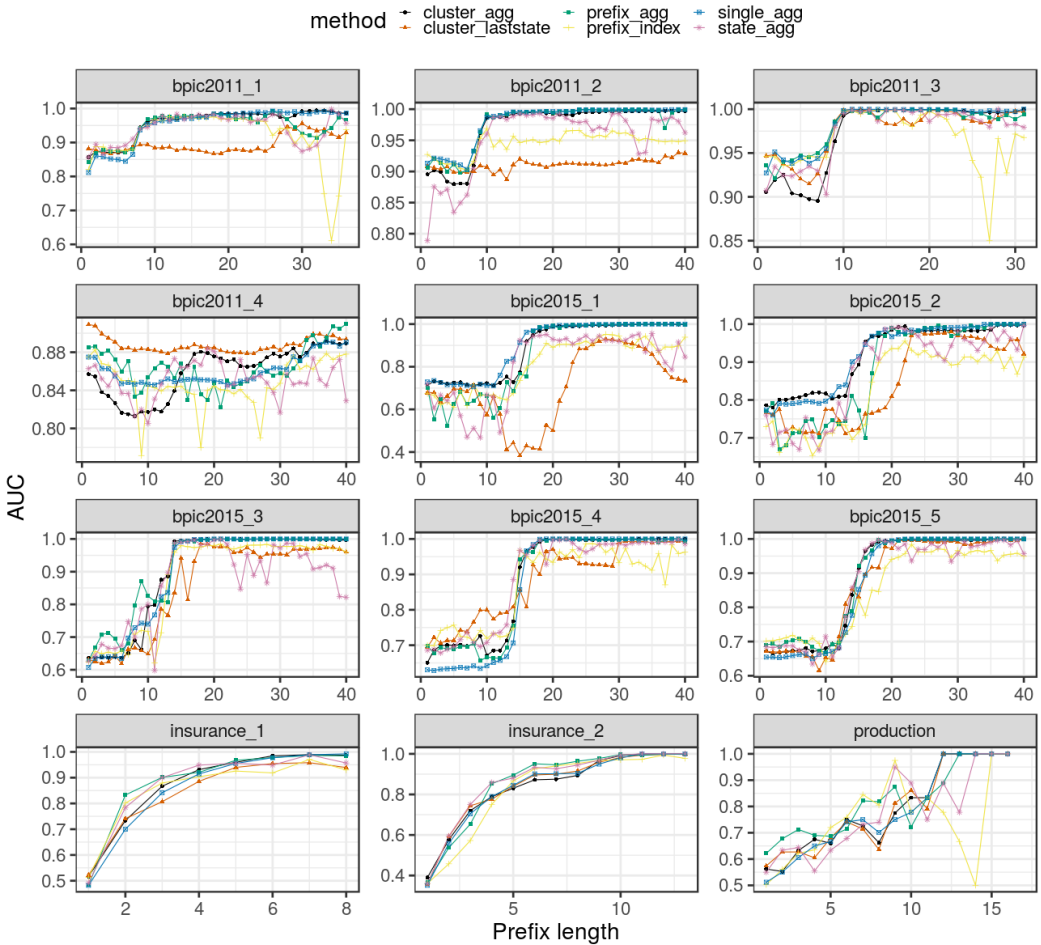 method
cluster_agg prefix_agg single_agg
cluster_laststate prefix_index state_agg
bpic2011_1 bpic2011_2 bpic2011_3
1.0
0.9
0.8
0.7
0.6
0 10 20 30
1.00
0.95
0.90
0.85
0.80
0 10 20 30 40
1.00
0.95
0.90
0.85
0 10 20 30
bpic2011_4 bpic2015_1 bpic2015_2
0.88
0.84
0.80
0 10 20 30 40
1.0
0.8
0.6
0.4
0 10 20 30 40
1.0
0.9
0.8
0.7
0 10 20 30 40
AUC
bpic2015_3 bpic2015_4 bpic2015_5
1.0
0.9
0.8
0.7
0.6
0 10 20 30 40
1.0
0.9
0.8
0.7
0 10 20 30 40
1.0
0.9
0.8
0.7
0.6
0 10 20 30 40
insurance_1 insurance_2 production
1.0
0.9
0.8
0.7
0.6
0.5
2 4 6 8
1.0
0.8
0.6
0.4
5 10
1.0
0.9
0.8
0.7
0.6
0.5
5 10 15
Prefix length